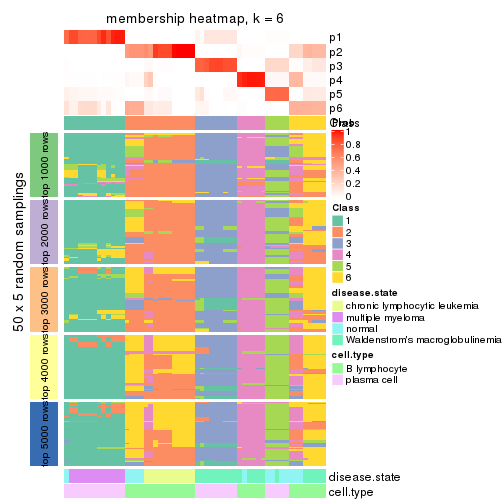 membership heatmap, k = 6
p1
p2
p3
p4
p5
p6
Prob
Class
1
0.8
0.6
0.4
0.2
0
Class
1
2
3
4
5
6
disease.state
chronic lymphocytic leukemia
multiple myeloma
normal
Waldenstrom's macroglobulinemia
cell.type
B lymphocyte
plasma cell
50 x 5 random samplings
top 1000 rows
top 2000 rows
top 3000 rows
top 4000 rows
top 5000 rows
disease.state
cell.type